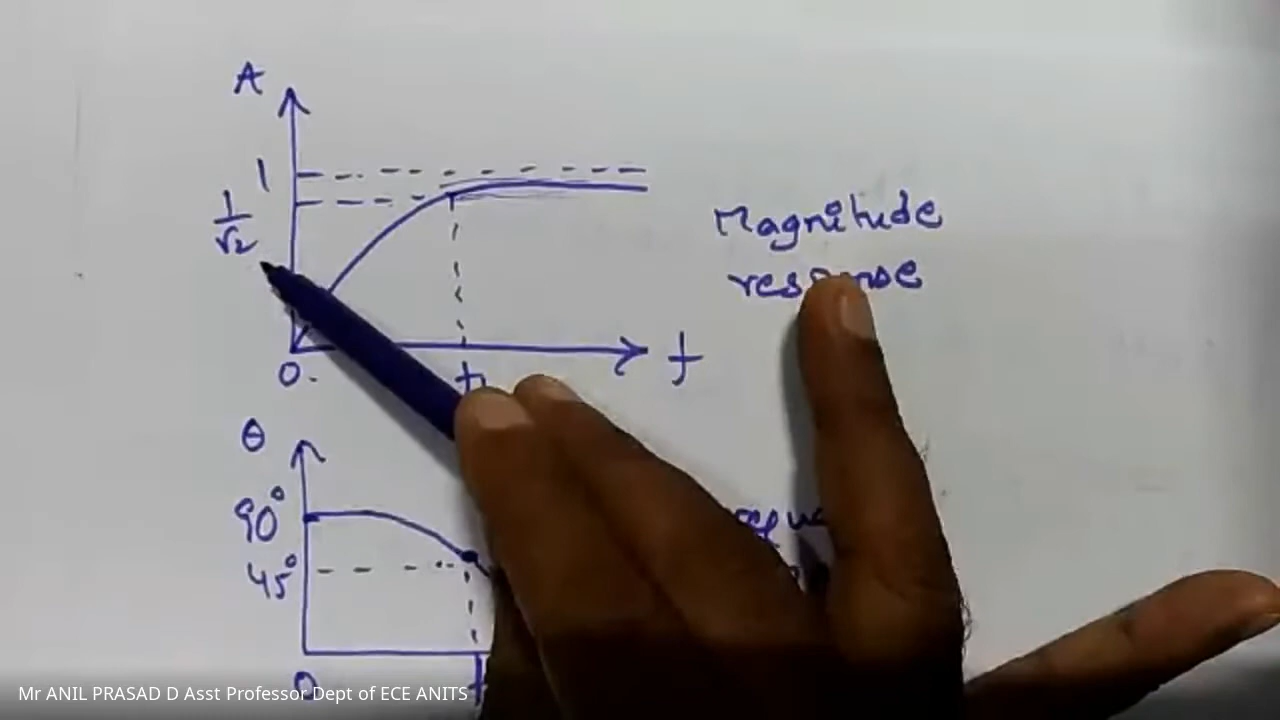 A
1
1/√2
Magnitude
response
0.
f
θ
90°
45°
0
Mr ANIL PRASAD D Asst Professor Dept of ECE ANITS